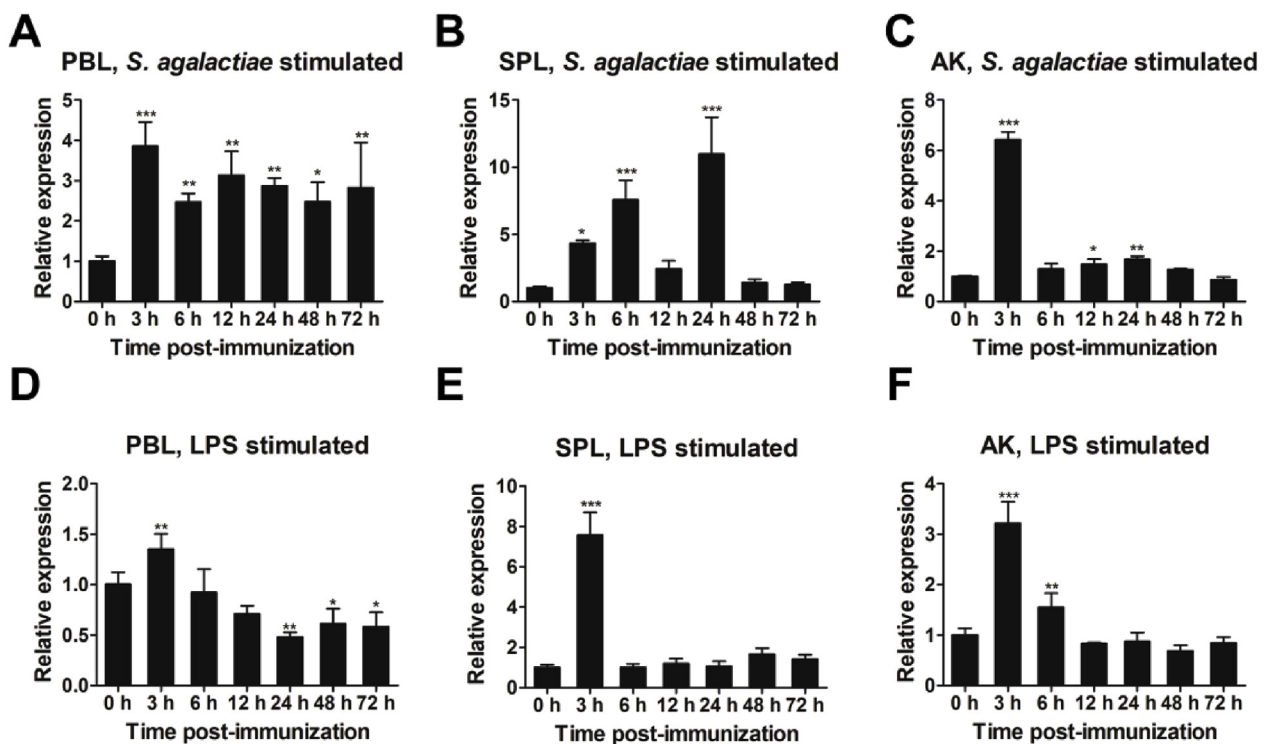 A
PBL, S. agalactiae stimulated
Relative expression
5
4
3
2
1
0
***
**
**
**
*
**
0 h 3 h 6 h 12 h 24 h 48 h 72 h
Time post-immunization
B
SPL, S. agalactiae stimulated
Relative expression
15
10
5
0
*
***
***
0 h 3 h 6 h 12 h 24 h 48 h 72 h
Time post-immunization
C
AK, S. agalactiae stimulated
Relative expression
8
6
4
2
0
***
*
**
0 h 3 h 6 h 12 h 24 h 48 h 72 h
Time post-immunization
D
PBL, LPS stimulated
Relative expression
2.0
1.5
1.0
0.5
0.0
**
**
*
*
0 h 3 h 6 h 12 h 24 h 48 h 72 h
Time post-immunization
E
SPL, LPS stimulated
Relative expression
10
8
6
4
2
0
***
0 h 3 h 6 h 12 h 24 h 48 h 72 h
Time post-immunization
F
AK, LPS stimulated
Relative expression
4
3
2
1
0
***
**
0 h 3 h 6 h 12 h 24 h 48 h 72 h
Time post-immunization